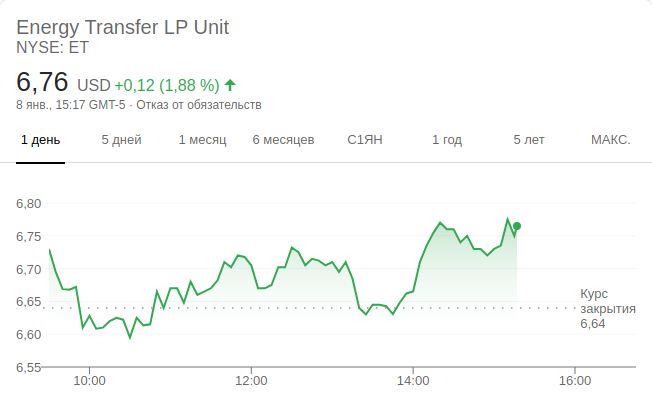 Energy Transfer LP Unit
NYSE: ET
6,76 USD +0,12 (1,88 %)
8 янв., 15:17 GMT-5 · Отказ от обязательств
1 день 5 дней 1 месяц 6 месяцев С1ЯН 1 год 5 лет МАКС.
6,80
6,75
6,70
6,65
6,60
6,55
Курс
закрытия
6,64
10:00 12:00 14:00 16:00